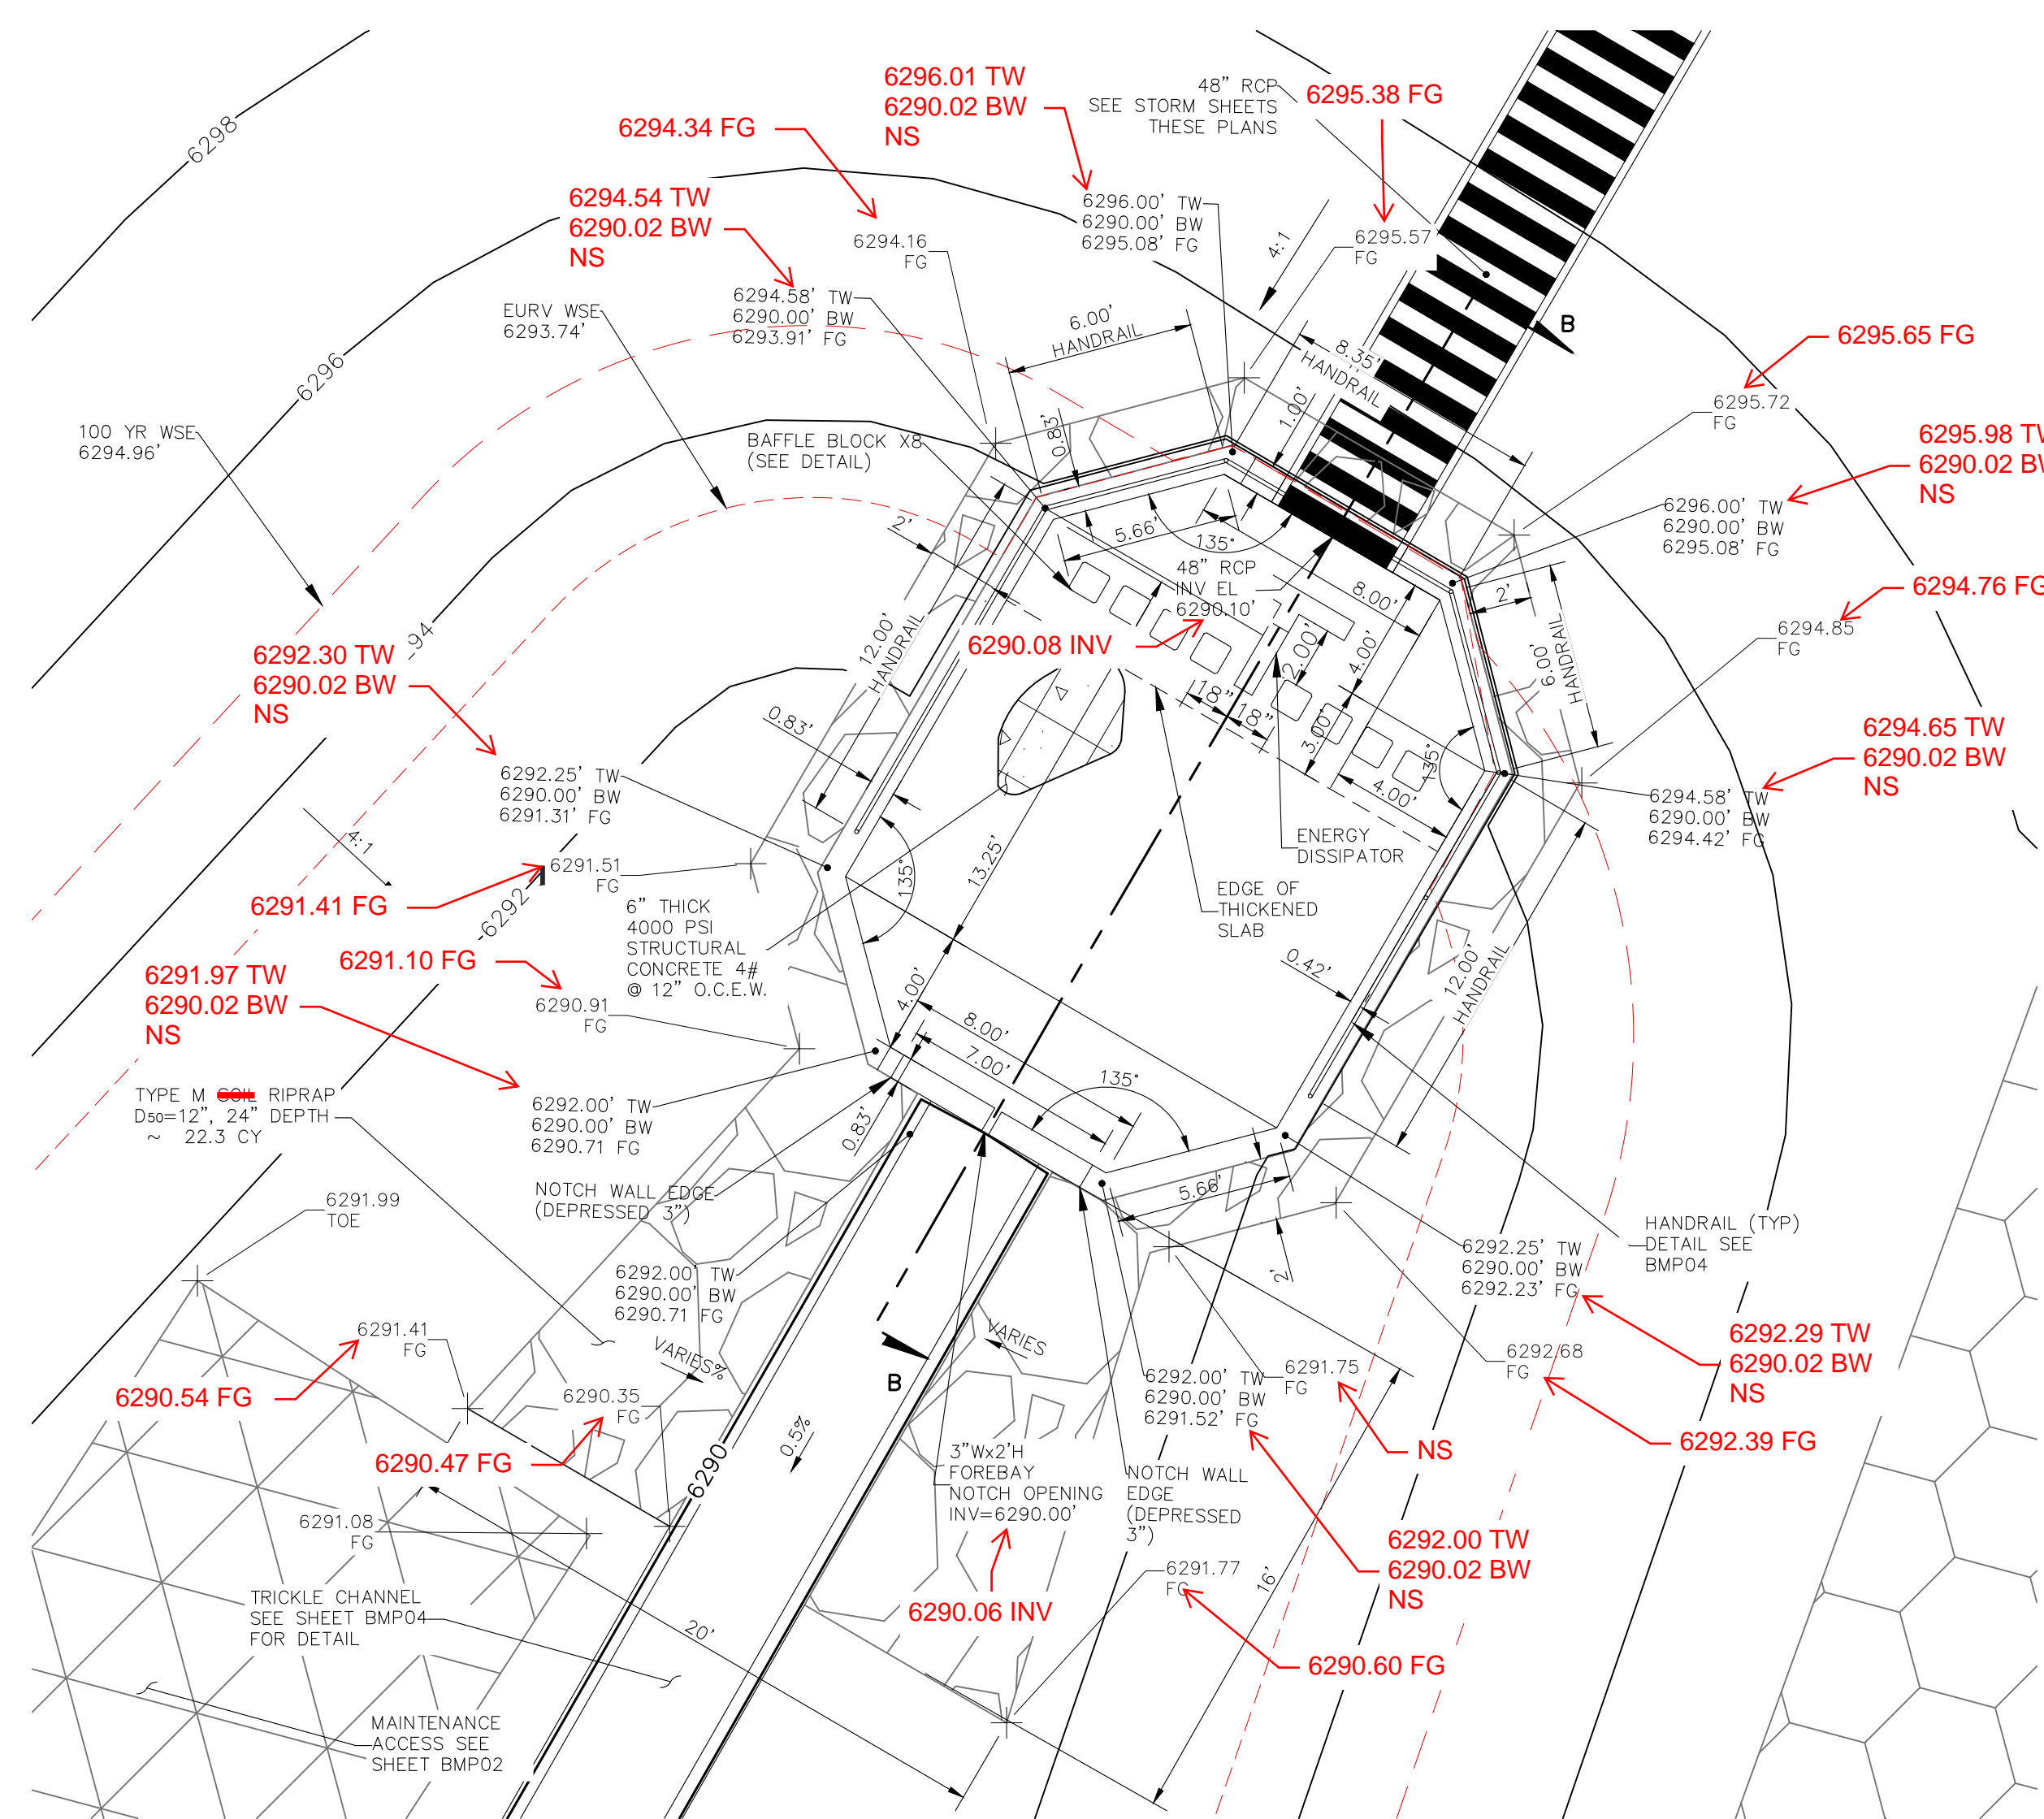 6298
6296.01 TW
6290.02 BW
NS
48" RCP
SEE STORM SHEETS
THESE PLANS
6295.38 FG
6294.34 FG
6294.54 TW
6290.02 BW
NS
6296.00' TW
6290.00' BW
6295.08' FG
4:1
6295.57
FG
6294.16
FG
6294.58' TW
6290.00' BW
6293.91' FG
EURV WSE
6293.74'
6.00'
HANDRAIL
B
6295.65 FG
8.35'
HANDRAIL
6296
6295.72
FG
100 YR WSE
6294.96'
BAFFLE BLOCK X8
(SEE DETAIL)
0.83'
1.00'
6295.98 TW
6290.02 BW
NS
6296.00' TW
6290.00' BW
6295.08' FG
2'
5.66'
135°
48" RCP
INV EL
6290.10'
8.00'
2'
6294.76 FG
6294.85
FG
94
6292.30 TW
6290.02 BW
NS
12.00'
HANDRAIL
6290.08 INV
2.00'
4.00'
6.00'
HANDRAIL
18"
18"
3.00'
0.83'
6294.65 TW
6290.02 BW
NS
135°
4.00'
6292.25' TW
6290.00' BW
6291.31' FG
6294.58' TW
6290.00' BW
6294.42' FG
4:1
ENERGY
DISSIPATOR
13.25'
135°
6291.51
FG
6291.41 FG
6292
EDGE OF
THICKENED
SLAB
6" THICK
4000 PSI
STRUCTURAL
CONCRETE 4#
@ 12" O.C.E.W.
6291.10 FG
0.42'
12.00'
HANDRAIL
6291.97 TW
6290.02 BW
NS
6290.91
FG
4.00'
8.00'
7.00'
135°
TYPE M SOIL RIPRAP
D50=12", 24" DEPTH
~ 22.3 CY
6292.00' TW
6290.00' BW
6290.71 FG
0.83'
NOTCH WALL EDGE
(DEPRESSED 3")
5.66'
6291.99
TOE
2'
HANDRAIL (TYP)
DETAIL SEE
BMP04
6292.25' TW
6290.00' BW
6292.23' FG
6292.00' TW
6290.00' BW
6290.71 FG
6291.41
FG
VARIES%
VARIES
6292.29 TW
6290.02 BW
NS
6292.68
FG
6290.54 FG
6290.35
FG
B
6292.00' TW
6290.00' BW
6291.52' FG
6291.75
FG
NS
6292.39 FG
6290.47 FG
6290
0.5%
3"Wx2'H
FOREBAY
NOTCH OPENING
INV=6290.00'
NOTCH WALL
EDGE
(DEPRESSED
3")
6291.08
FG
6292.00 TW
6290.02 BW
NS
6291.77
FG
16'
6290.06 INV
TRICKLE CHANNEL
SEE SHEET BMP04
FOR DETAIL
20'
6290.60 FG
MAINTENANCE
ACCESS SEE
SHEET BMP02